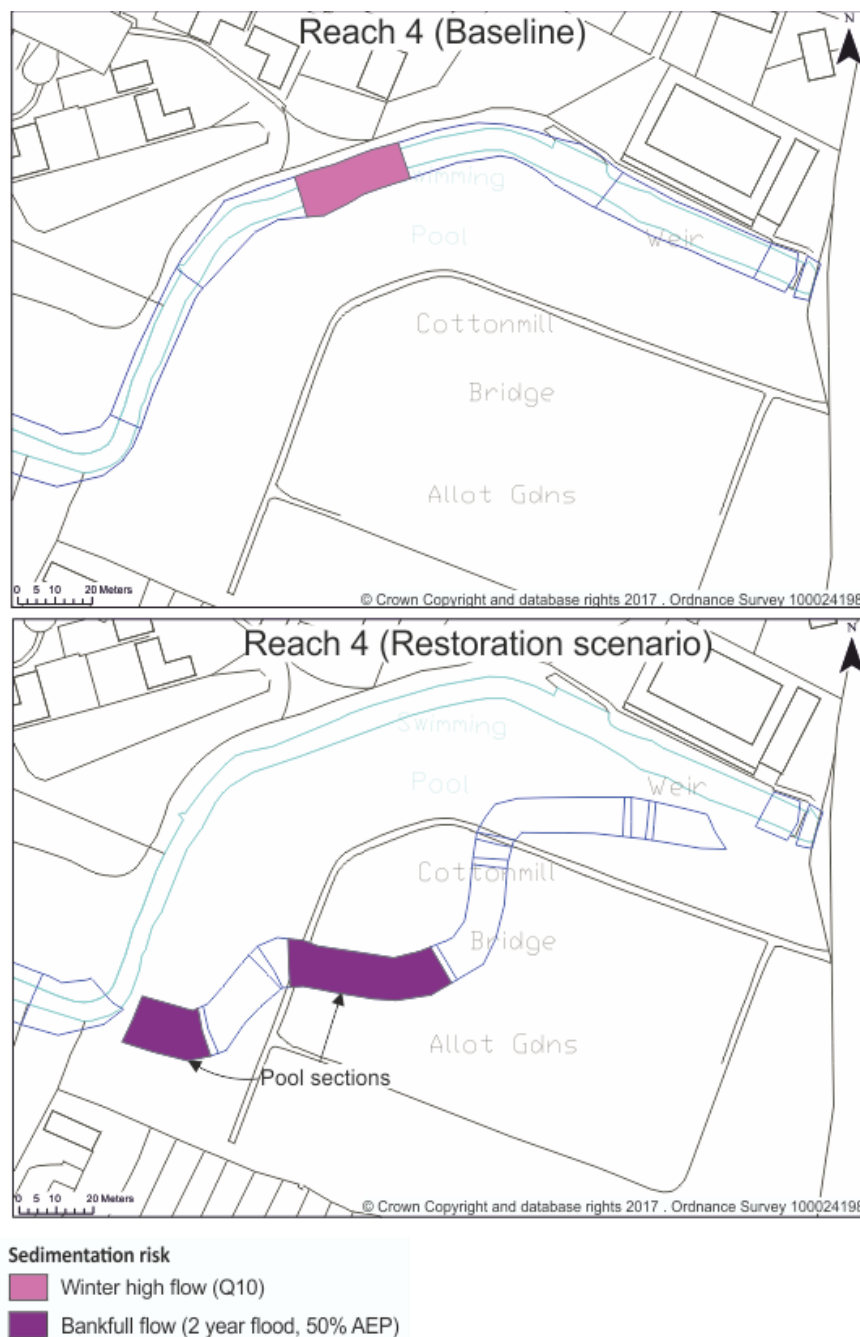 Reach 4 (Baseline)
N
Swimming
Pool
Weir
Cottonmill
Bridge
Allot Gdns
0 5 10 20 Meters
© Crown Copyright and database rights 2017 . Ordnance Survey 100024198
Reach 4 (Restoration scenario)
N
Swimming
Pool
Weir
Cottonmill
Bridge
Allot Gdns
Pool sections
0 5 10 20 Meters
© Crown Copyright and database rights 2017 . Ordnance Survey 100024198
Sedimentation risk
Winter high flow (Q10)
Bankfull flow (2 year flood, 50% AEP)